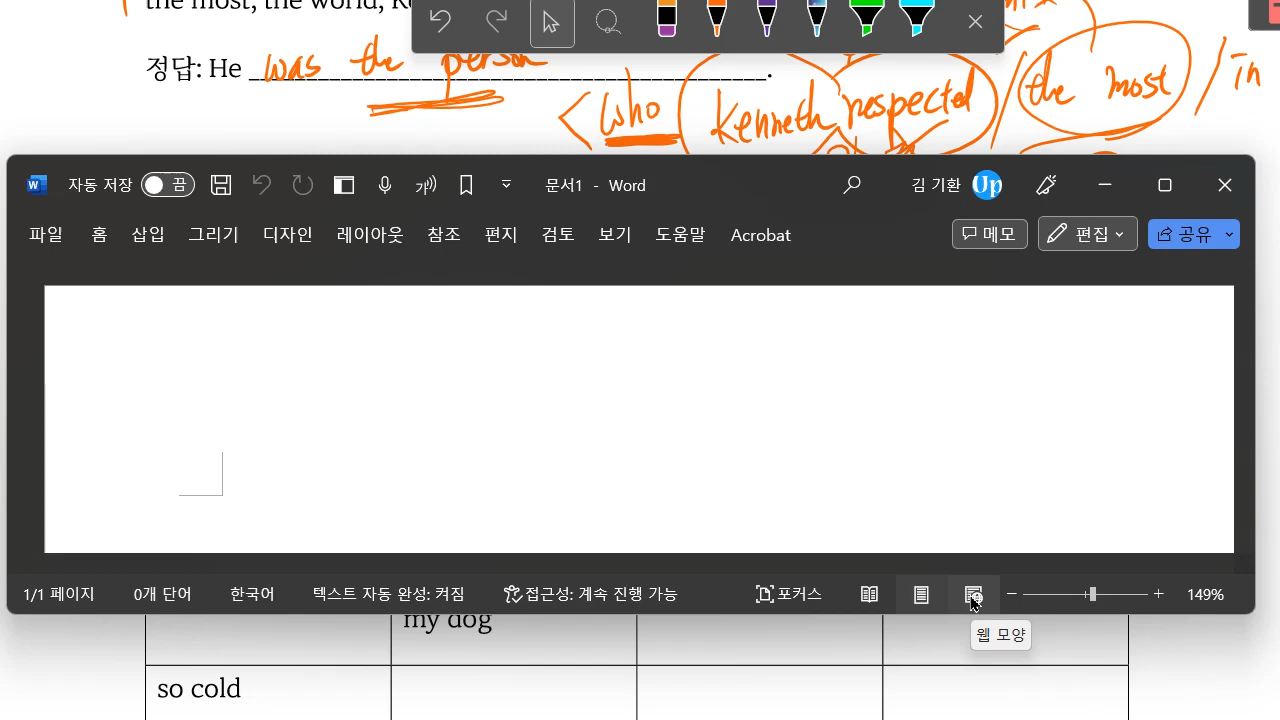 the most, the world, K
정답: He was the person.
<who Kenneth respected / the most / in
자동 저장 끔 문서1 - Word 김 기환 Up
파일 홈 삽입 그리기 디자인 레이아웃 참조 편지 검토 보기 도움말 Acrobat 메모 편집 공유
1/1 페이지 0개 단어 한국어 텍스트 자동 완성: 켜짐 접근성: 계속 진행 가능 포커스 149%
웹 모양
my dog
so cold